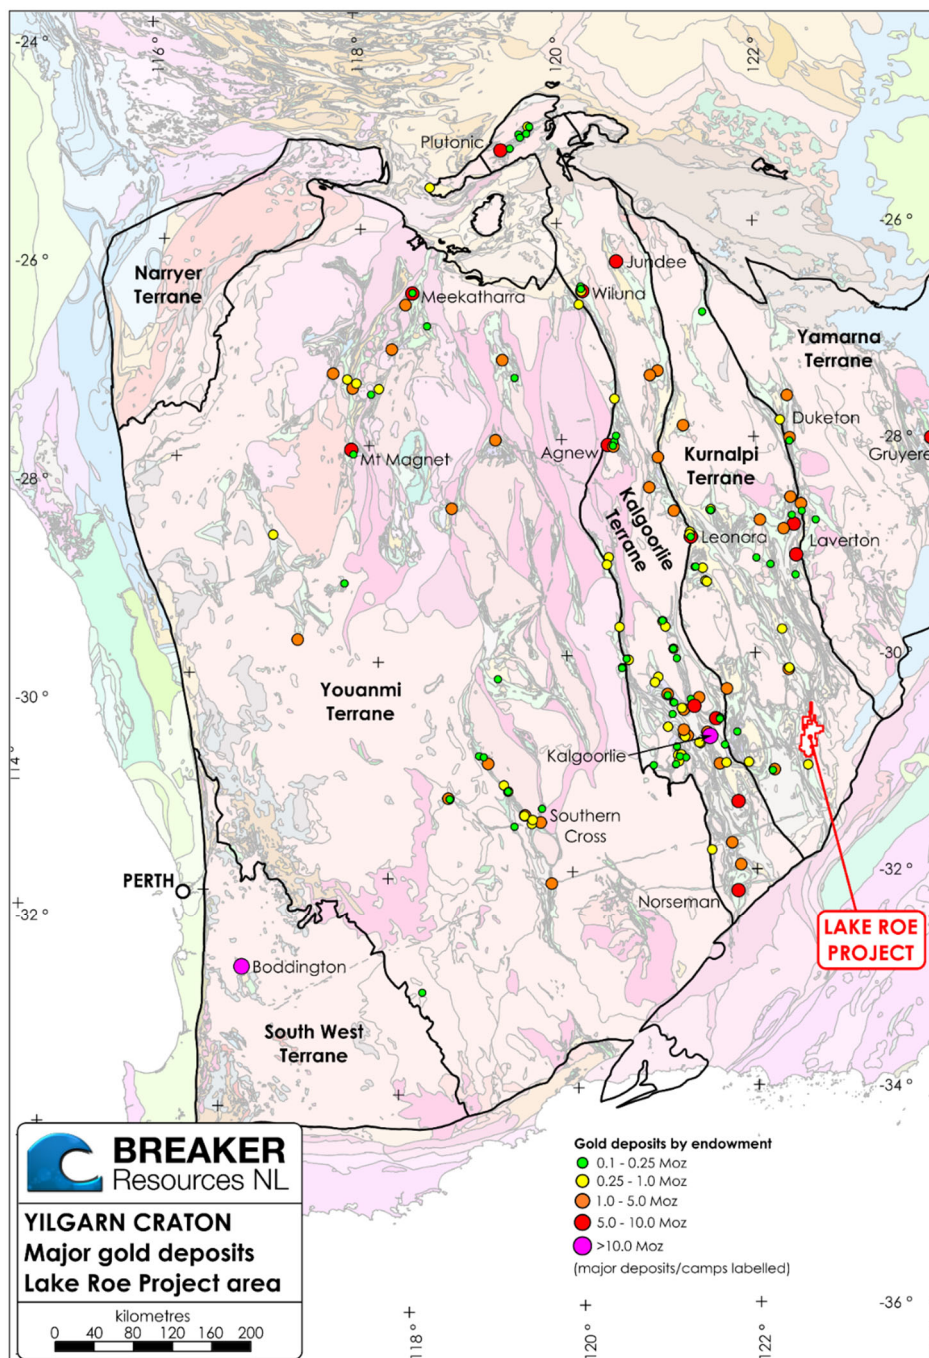 116°
118°
120°
122°
-24°
Plutonic
-26°
-26°
Narryer
Terrane
Jundee
Meekatharra
Wiluna
Yamarna
Terrane
Duketon
Agnew
Kurnalpi
Terrane
-28°
Gruyere
Mt Magnet
-28°
Kalgoorlie
Terrane
Leonora
Laverton
-30°
Youanmi
Terrane
-30°
Kalgoorlie
Southern
Cross
-32°
PERTH
Norseman
-32°
LAKE ROE
PROJECT
Boddington
South West
Terrane
-34°
BREAKER
Resources NL
YILGARN CRATON
Major gold deposits
Lake Roe Project area
kilometres
0 40 80 120 160 200
Gold deposits by endowment
0.1 - 0.25 Moz
0.25 - 1.0 Moz
1.0 - 5.0 Moz
5.0 - 10.0 Moz
>10.0 Moz
(major deposits/camps labelled)
-36°
118°
120°
122°